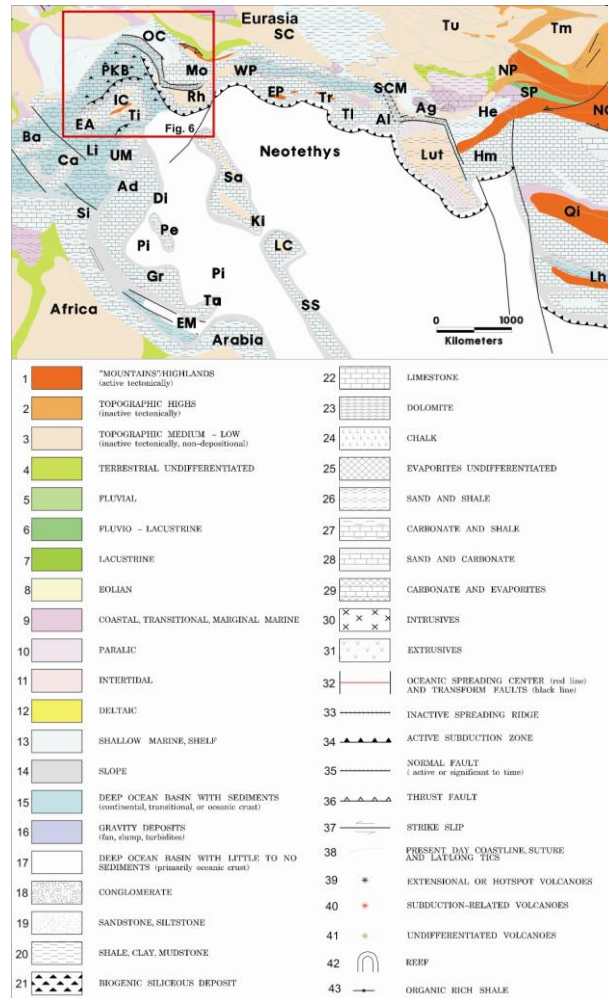 Eurasia
OC
SC
Tu
Tm
PKB
Mo
WP
NP
IC
Rh
EP
Tr
SCM
SP
Ti
Tl
Al
Ag
He
EA
Fig. 6
Ba
Li
UM
Neotethys
Lut
Hm
Ca
Ad
Sa
Di
Si
Ki
Qi
Pe
Pi
LC
Gr
Pi
Lh
Ta
SS
Africa
EM
Arabia
0 1000
Kilometers
1 "MOUNTAINS"/HIGHLANDS
(active tectonically)
2 TOPOGRAPHIC HIGHS
(inactive tectonically)
3 TOPOGRAPHIC MEDIUM – LOW
(inactive tectonically, non-depositional)
4 TERRESTRIAL UNDIFFERENTIATED
5 FLUVIAL
6 FLUVIO – LACUSTRINE
7 LACUSTRINE
8 EOLIAN
9 COASTAL, TRANSITIONAL, MARGINAL MARINE
10 PARALIC
11 INTERTIDAL
12 DELTAIC
13 SHALLOW MARINE, SHELF
14 SLOPE
15 DEEP OCEAN BASIN WITH SEDIMENTS
(continental, transitional, or oceanic crust)
16 GRAVITY DEPOSITS
(fan, slump, turbidites)
17 DEEP OCEAN BASIN WITH LITTLE TO NO
SEDIMENTS (primarily oceanic crust)
18 CONGLOMERATE
19 SANDSTONE, SILTSTONE
20 SHALE, CLAY, MUDSTONE
21 BIOGENIC SILICEOUS DEPOSIT
22 LIMESTONE
23 DOLOMITE
24 CHALK
25 EVAPORITES UNDIFFERENTIATED
26 SAND AND SHALE
27 CARBONATE AND SHALE
28 SAND AND CARBONATE
29 CARBONATE AND EVAPORITES
30 INTRUSIVES
31 EXTRUSIVES
32 OCEANIC SPREADING CENTER (red line)
AND TRANSFORM FAULTS (black line)
33 INACTIVE SPREADING RIDGE
34 ACTIVE SUBDUCTION ZONE
35 NORMAL FAULT
( active or significant to time)
36 THRUST FAULT
37 STRIKE SLIP
38 PRESENT DAY COASTLINE, SUTURE
AND LAT/LONG TICS
39 EXTENSIONAL OR HOTSPOT VOLCANOES
40 SUBDUCTION-RELATED VOLCANOES
41 UNDIFFERENTIATED VOLCANOES
42 REEF
43 ORGANIC RICH SHALE